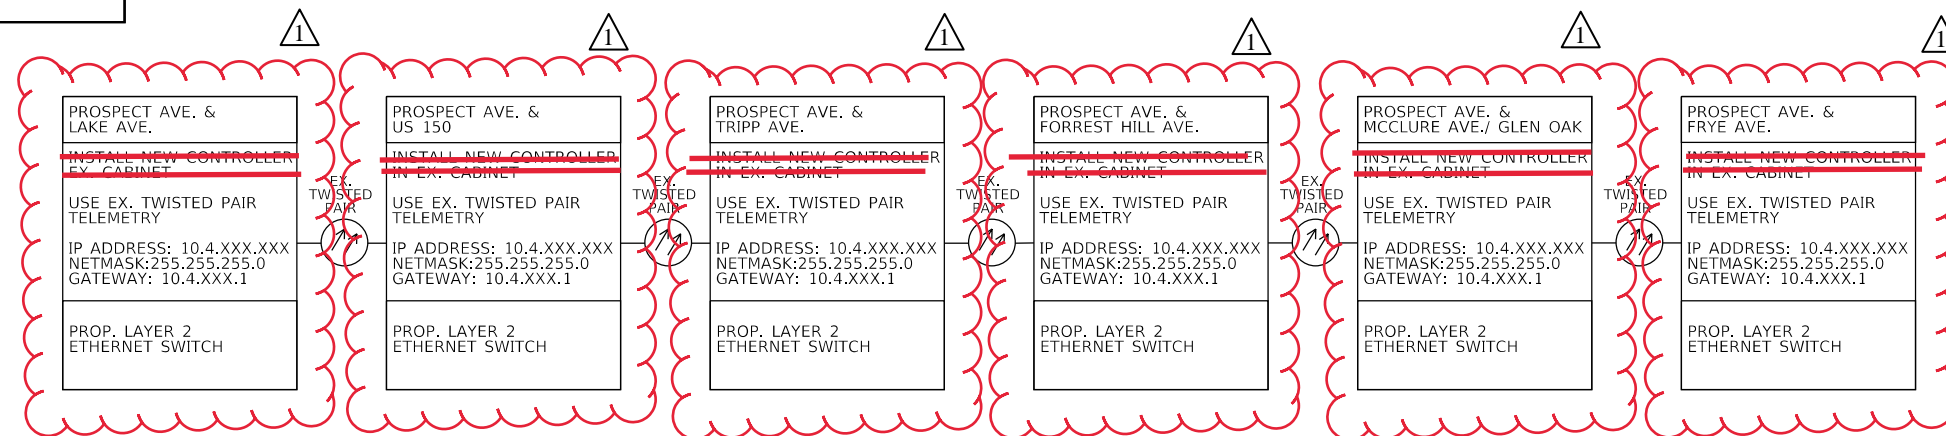 1
1
1
1
1
1
PROSPECT AVE. &
LAKE AVE.
INSTALL NEW CONTROLLER
EX. CABINET
USE EX. TWISTED PAIR
TELEMETRY
IP ADDRESS: 10.4.XXX.XXX
NETMASK:255.255.255.0
GATEWAY: 10.4.XXX.1
PROP. LAYER 2
ETHERNET SWITCH
EX.
TWISTED
PAIR
PROSPECT AVE. &
US 150
INSTALL NEW CONTROLLER
IN EX. CABINET
USE EX. TWISTED PAIR
TELEMETRY
IP ADDRESS: 10.4.XXX.XXX
NETMASK:255.255.255.0
GATEWAY: 10.4.XXX.1
PROP. LAYER 2
ETHERNET SWITCH
EX.
TWISTED
PAIR
PROSPECT AVE. &
TRIPP AVE.
INSTALL NEW CONTROLLER
IN EX. CABINET
USE EX. TWISTED PAIR
TELEMETRY
IP ADDRESS: 10.4.XXX.XXX
NETMASK:255.255.255.0
GATEWAY: 10.4.XXX.1
PROP. LAYER 2
ETHERNET SWITCH
EX.
TWISTED
PAIR
PROSPECT AVE. &
FORREST HILL AVE.
INSTALL NEW CONTROLLER
IN EX. CABINET
USE EX. TWISTED PAIR
TELEMETRY
IP ADDRESS: 10.4.XXX.XXX
NETMASK:255.255.255.0
GATEWAY: 10.4.XXX.1
PROP. LAYER 2
ETHERNET SWITCH
EX.
TWISTED
PAIR
PROSPECT AVE. &
MCCLURE AVE./ GLEN OAK
INSTALL NEW CONTROLLER
IN EX. CABINET
USE EX. TWISTED PAIR
TELEMETRY
IP ADDRESS: 10.4.XXX.XXX
NETMASK:255.255.255.0
GATEWAY: 10.4.XXX.1
PROP. LAYER 2
ETHERNET SWITCH
EX.
TWISTED
PAIR
PROSPECT AVE. &
FRYE AVE.
INSTALL NEW CONTROLLER
IN EX. CABINET
USE EX. TWISTED PAIR
TELEMETRY
IP ADDRESS: 10.4.XXX.XXX
NETMASK:255.255.255.0
GATEWAY: 10.4.XXX.1
PROP. LAYER 2
ETHERNET SWITCH